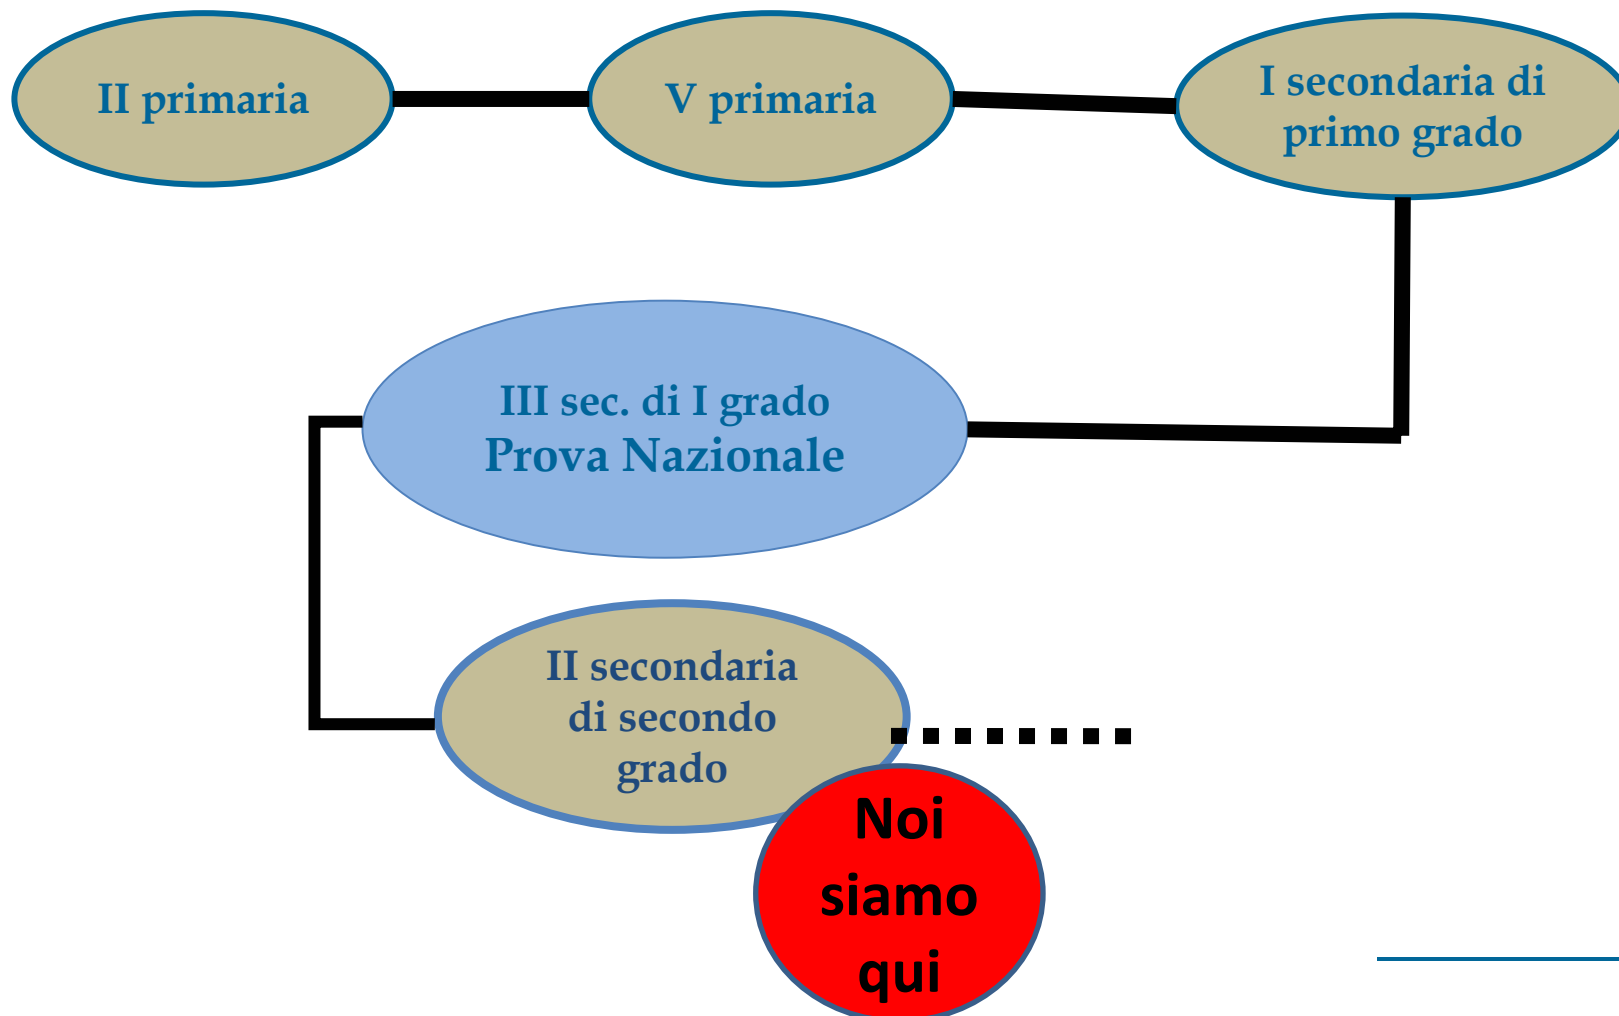 II primaria
V primaria
I secondaria di
primo grado
III sec. di I grado
Prova Nazionale
II secondaria
di secondo
grado
Noi
siamo
qui